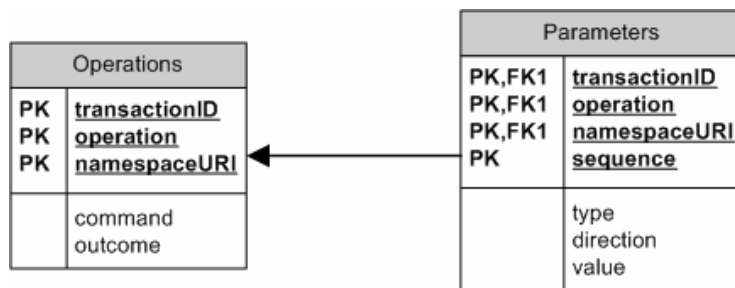 Operations
PK transactionID
PK operation
PK namespaceURI
command
outcome
Parameters
PK,FK1 transactionID
PK,FK1 operation
PK,FK1 namespaceURI
PK sequence
type
direction
value